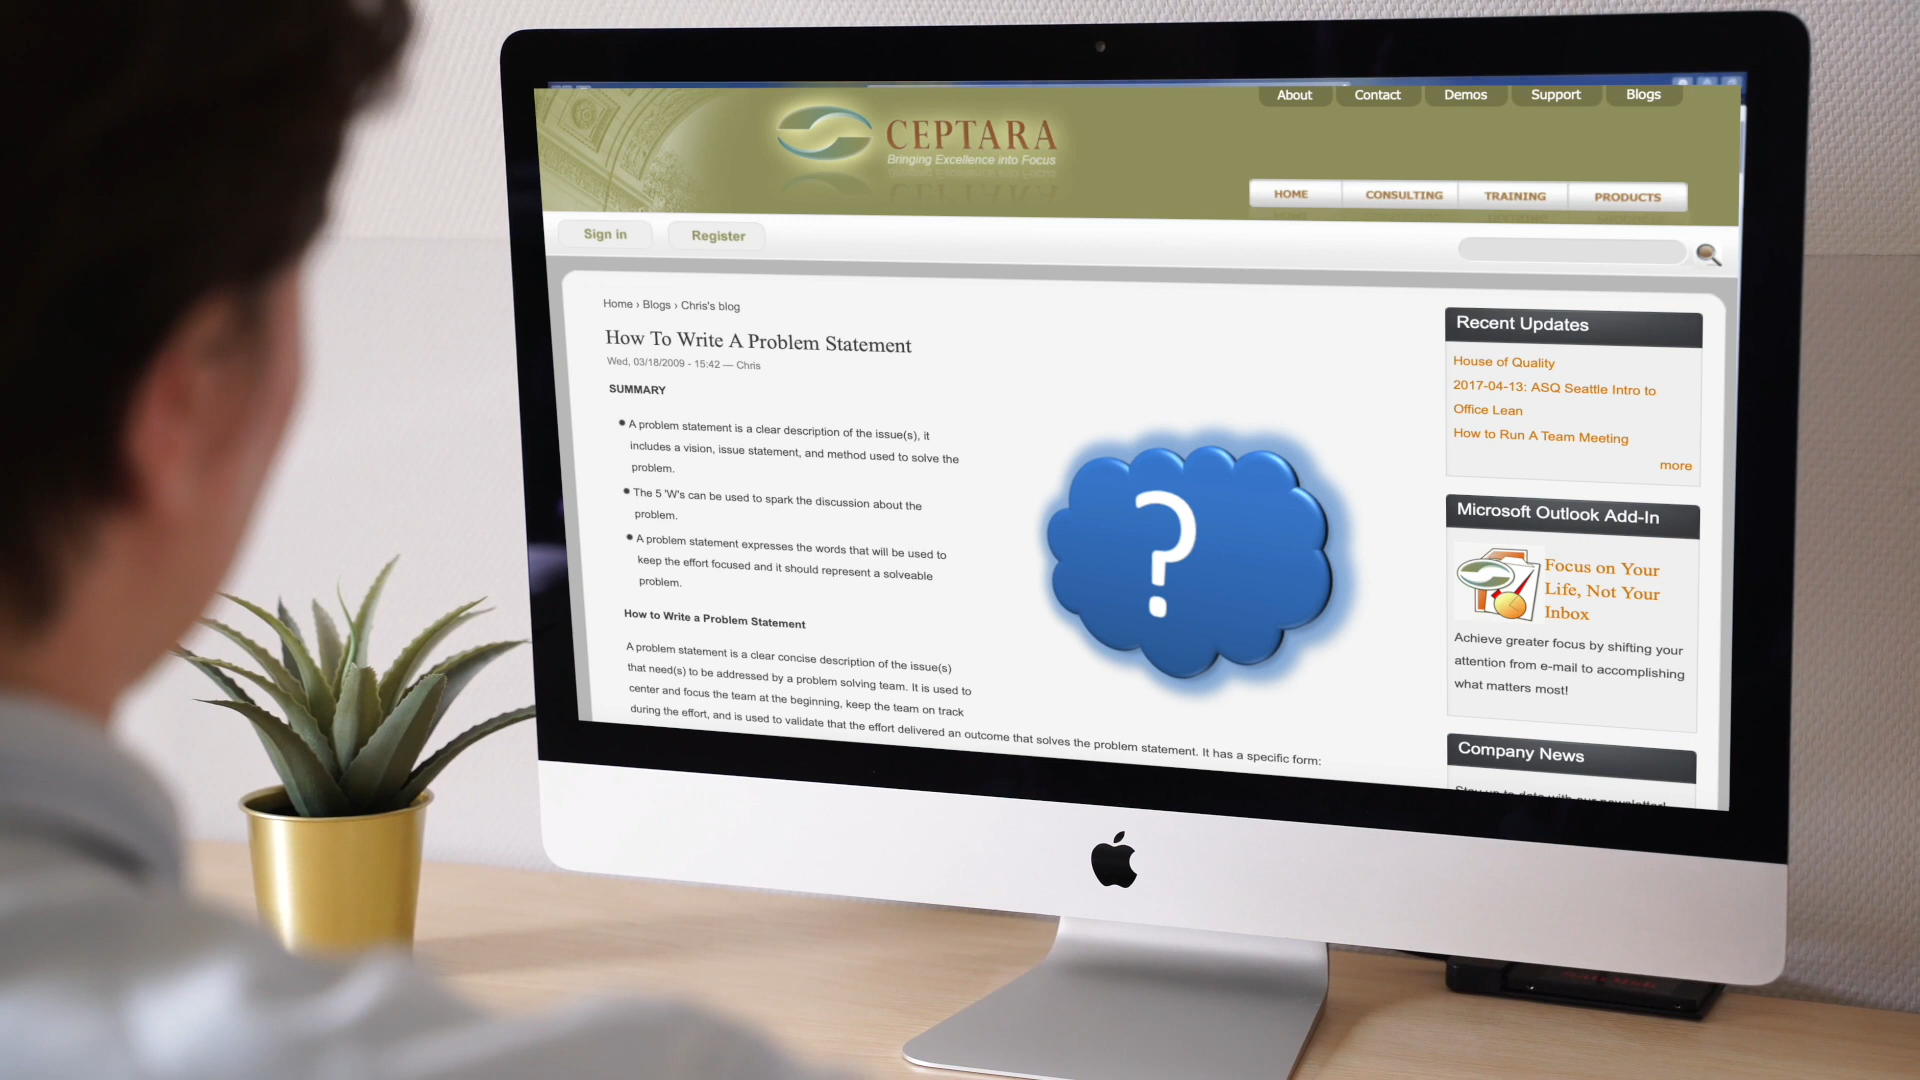 About Contact Demos Support Blogs
CEPTARA
Bringing Excellence into Focus
HOME CONSULTING TRAINING PRODUCTS
Sign in Register
Home › Blogs › Chris's blog
How To Write A Problem Statement
Wed, 03/18/2009 - 15:42 — Chris
SUMMARY
A problem statement is a clear description of the issue(s), it
includes a vision, issue statement, and method used to solve the
problem.
The 5 'W's can be used to spark the discussion about the
problem.
A problem statement expresses the words that will be used to
keep the effort focused and it should represent a solveable
problem.
How to Write a Problem Statement
A problem statement is a clear concise description of the issue(s)
that need(s) to be addressed by a problem solving team. It is used to
center and focus the team at the beginning, keep the team on track
during the effort, and is used to validate that the effort delivered an outcome that solves the problem statement. It has a specific form:
?
Recent Updates
House of Quality
2017-04-13: ASQ Seattle Intro to
Office Lean
How to Run A Team Meeting
more
Microsoft Outlook Add-In
Focus on Your
Life, Not Your
Inbox
Achieve greater focus by shifting your
attention from e-mail to accomplishing
what matters most!
Company News
Stay up to date with our newsletter!